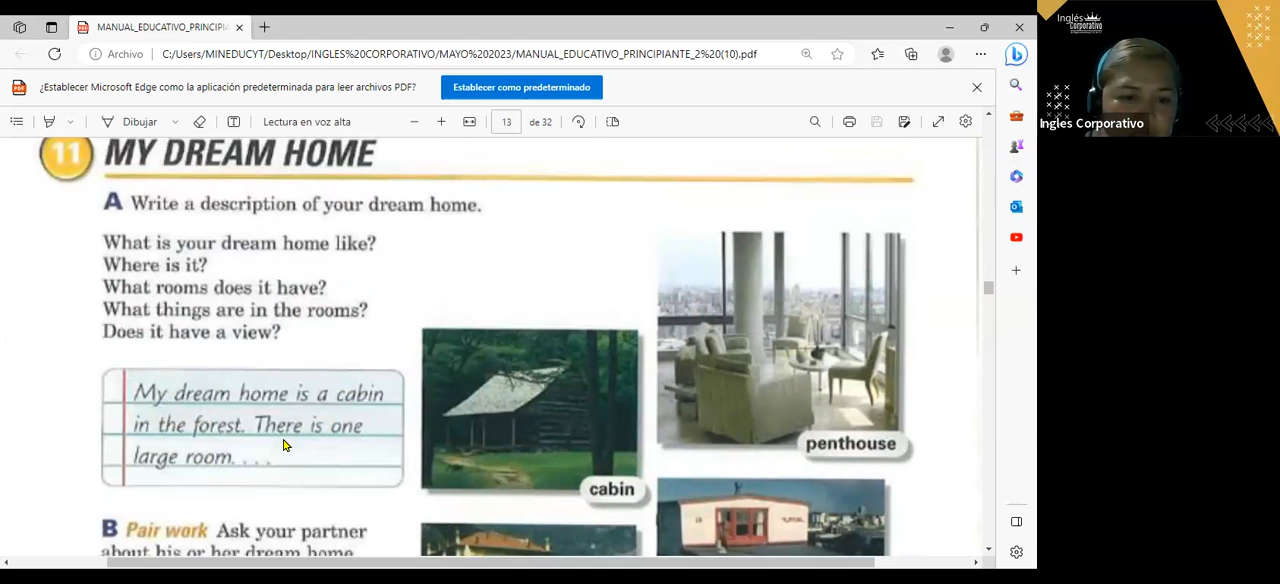 MANUAL_EDUCATIVO_PRINCIPI
Archivo
C:/Users/MINEDUCYT/Desktop/INGLES%20CORPORATIVO/MAYO%202023/MANUAL_EDUCATIVO_PRINCIPIANTE_2%20(10).pdf
¿Establecer Microsoft Edge como la aplicación predeterminada para leer archivos PDF?
Establecer como predeterminado
Dibujar
Lectura en voz alta
13
de 32
11 MY DREAM HOME
A Write a description of your dream home.
What is your dream home like?
Where is it?
What rooms does it have?
What things are in the rooms?
Does it have a view?
My dream home is a cabin
in the forest. There is one
large room. . . .
cabin
penthouse
B Pair work Ask your partner
about his or her dream home
Inglés
Corporativo
Ingles Corporativo